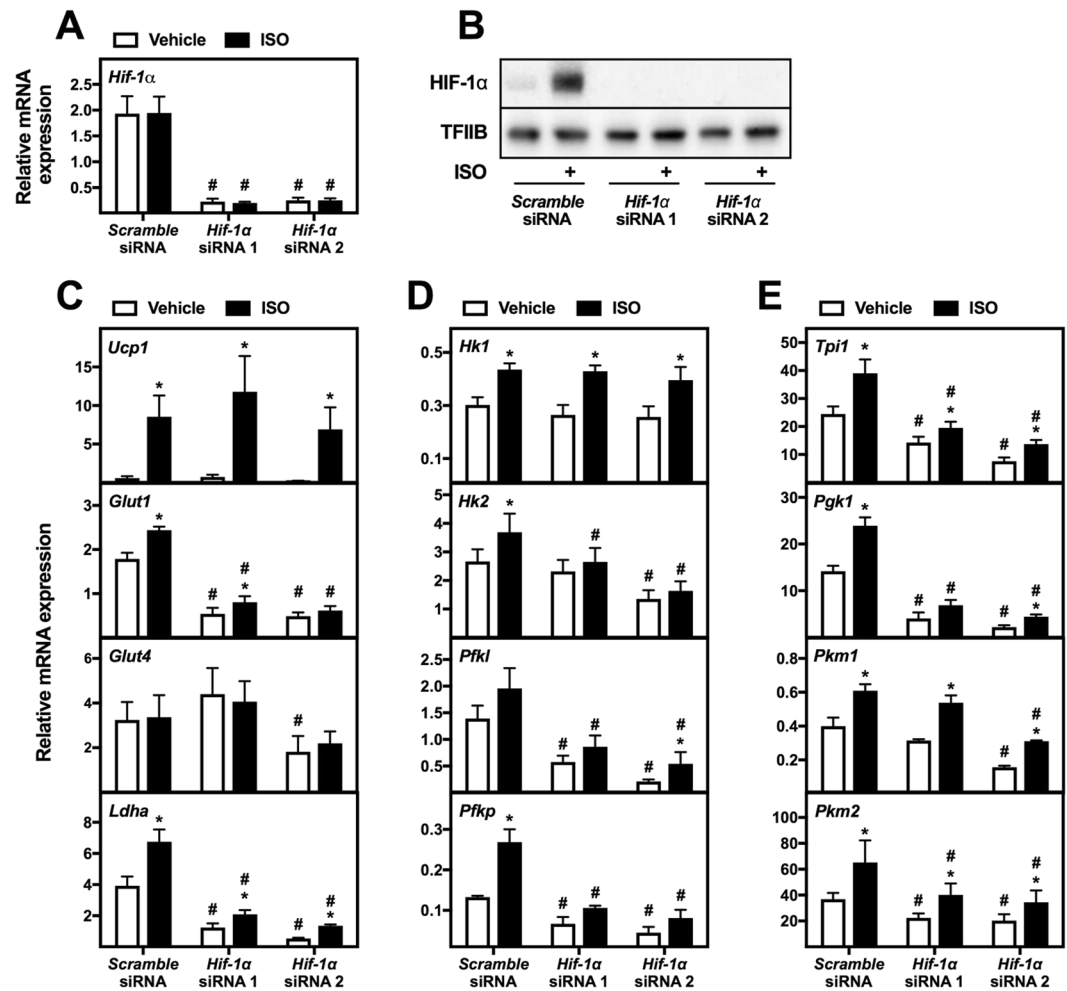 A
Vehicle ISO
Relative mRNA
expression
Hif-1α
2.5
2.0
1.5
1.0
0.5
# # # #
Scramble
siRNA
Hif-1α
siRNA 1
Hif-1α
siRNA 2
B
HIF-1α
TFIIB
ISO + + +
Scramble
siRNA
Hif-1α
siRNA 1
Hif-1α
siRNA 2
C
Vehicle ISO
Relative mRNA expression
Ucp1
15
10
5
* * *
Glut1
3
2
1
* # # * # #
Glut4
6
4
2
#
Ldha
8
6
4
2
* # # * # # *
Scramble
siRNA
Hif-1α
siRNA 1
Hif-1α
siRNA 2
D
Vehicle ISO
Hk1
0.5
0.3
0.1
* * *
Hk2
5
4
3
2
1
* # # #
Pfkl
2.5
2.0
1.5
1.0
0.5
# # # # *
Pfkp
0.3
0.2
0.1
* # # # #
Scramble
siRNA
Hif-1α
siRNA 1
Hif-1α
siRNA 2
E
Vehicle ISO
Tpi1
50
40
30
20
10
* # # * # # *
Pgk1
30
20
10
* # # # # *
Pkm1
0.8
0.6
0.4
0.2
* * # # *
Pkm2
100
80
60
40
20
* # # * # # *
Scramble
siRNA
Hif-1α
siRNA 1
Hif-1α
siRNA 2